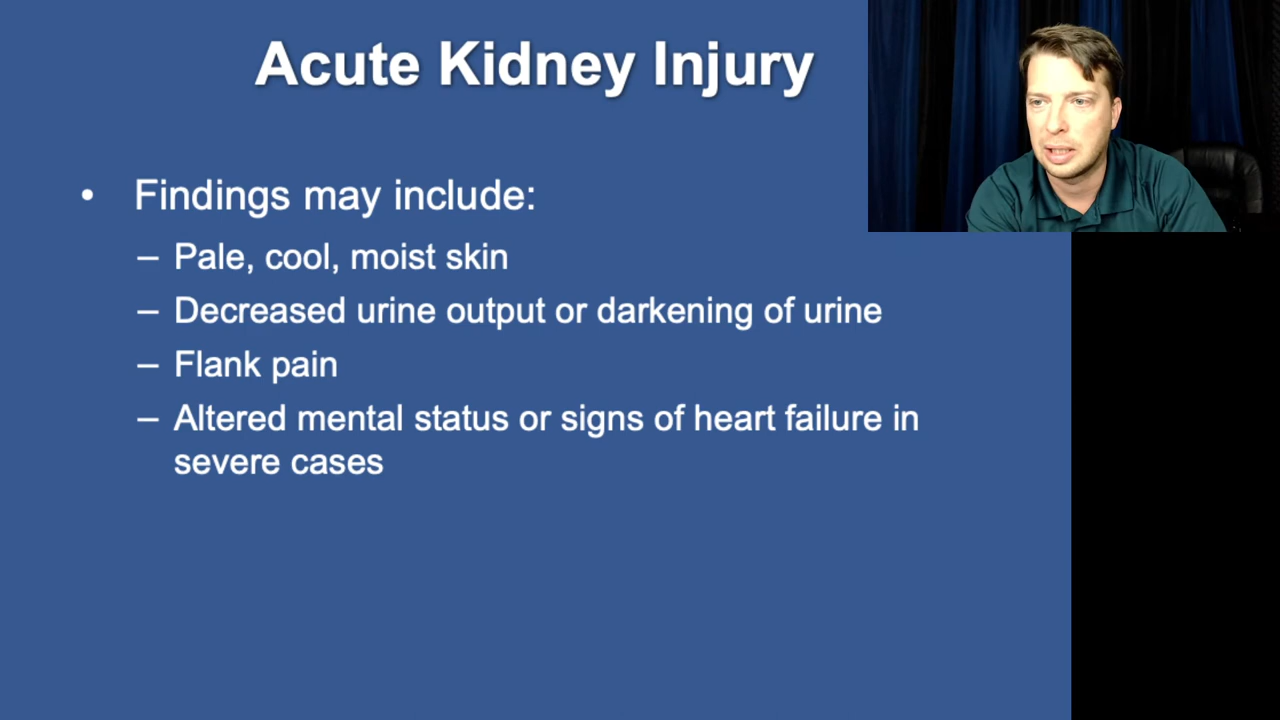 Acute Kidney Injury
• Findings may include:
– Pale, cool, moist skin
– Decreased urine output or darkening of urine
– Flank pain
– Altered mental status or signs of heart failure in
severe cases